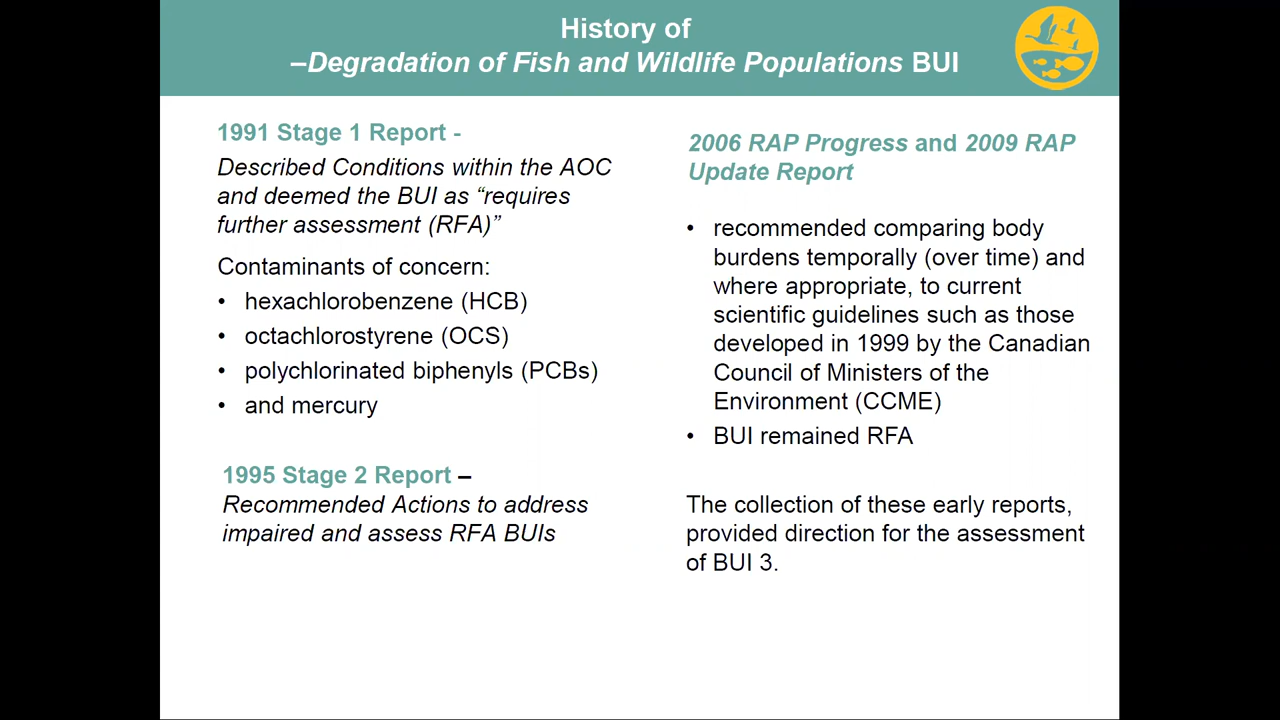 History of
–Degradation of Fish and Wildlife Populations BUI
1991 Stage 1 Report -
Described Conditions within the AOC
and deemed the BUI as “requires
further assessment (RFA)”
Contaminants of concern:
• hexachlorobenzene (HCB)
• octachlorostyrene (OCS)
• polychlorinated biphenyls (PCBs)
• and mercury
1995 Stage 2 Report –
Recommended Actions to address
impaired and assess RFA BUIs
2006 RAP Progress and 2009 RAP
Update Report
• recommended comparing body
burdens temporally (over time) and
where appropriate, to current
scientific guidelines such as those
developed in 1999 by the Canadian
Council of Ministers of the
Environment (CCME)
• BUI remained RFA
The collection of these early reports,
provided direction for the assessment
of BUI 3.